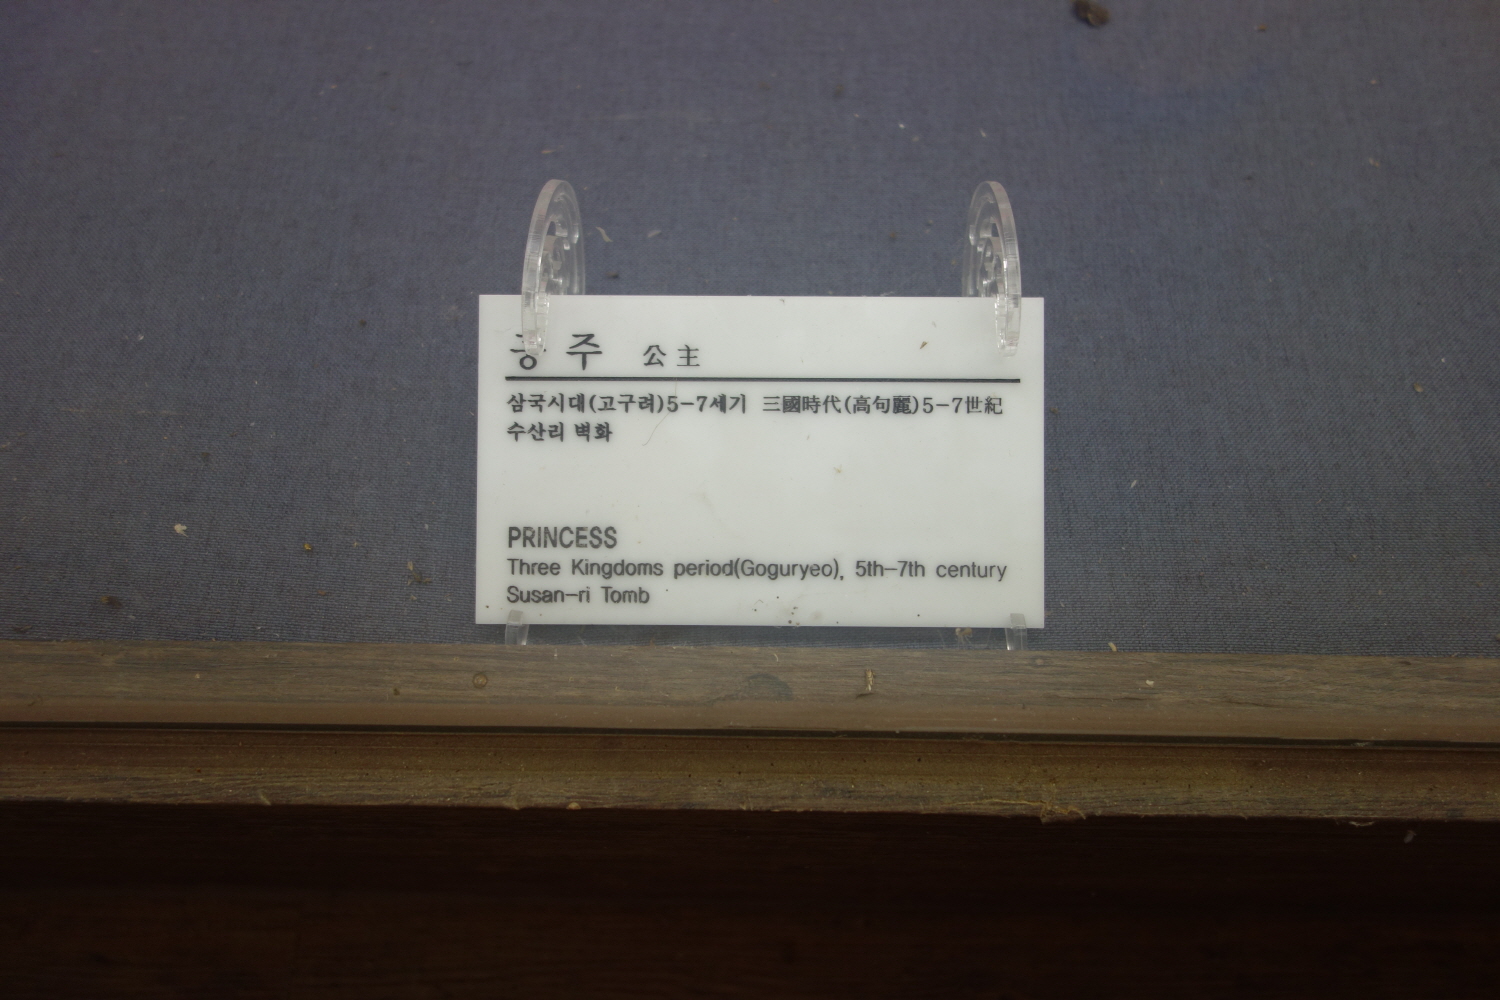 공주 公主
삼국시대(고구려)5-7세기 三國時代(高句麗)5-7世紀
수산리 벽화
PRINCESS
Three Kingdoms period(Goguryeo), 5th-7th century
Susan-ri Tomb